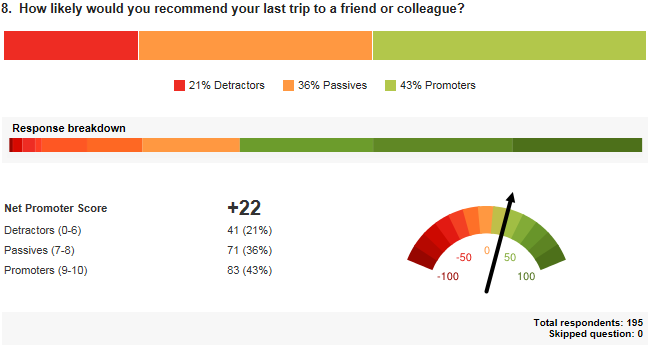 8. How likely would you recommend your last trip to a friend or colleague?
21% Detractors 36% Passives 43% Promoters
Response breakdown
Net Promoter Score +22
Detractors (0-6) 41 (21%)
Passives (7-8) 71 (36%)
Promoters (9-10) 83 (43%)
0
-50 50
-100 100
Total respondents: 195
Skipped question: 0